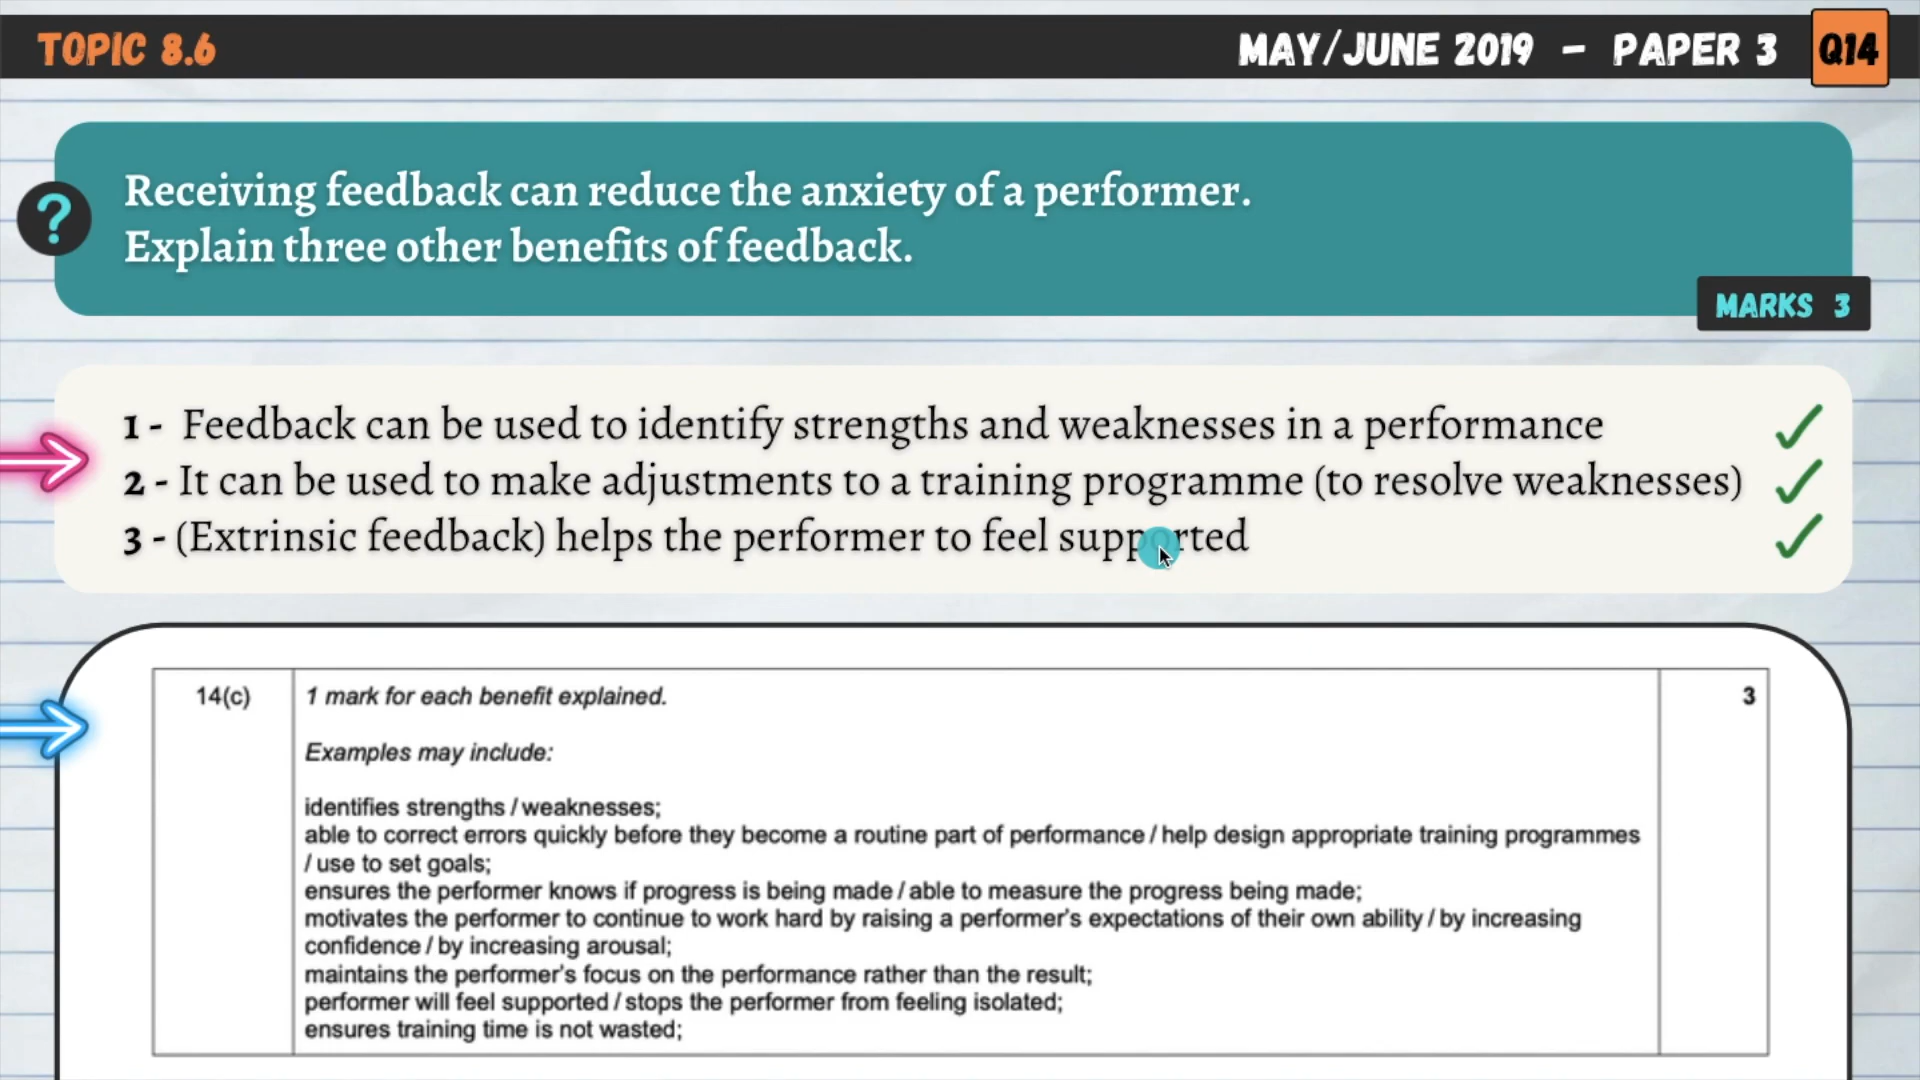 TOPIC 8.6
MAY/JUNE 2019 - PAPER 3 Q14
?
Receiving feedback can reduce the anxiety of a performer.
Explain three other benefits of feedback.
MARKS 3
1 - Feedback can be used to identify strengths and weaknesses in a performance
2 - It can be used to make adjustments to a training programme (to resolve weaknesses)
3 - (Extrinsic feedback) helps the performer to feel supported
14(c) 1 mark for each benefit explained. 3
Examples may include:
identifies strengths / weaknesses;
able to correct errors quickly before they become a routine part of performance / help design appropriate training programmes
/ use to set goals;
ensures the performer knows if progress is being made / able to measure the progress being made;
motivates the performer to continue to work hard by raising a performer's expectations of their own ability / by increasing
confidence / by increasing arousal;
maintains the performer's focus on the performance rather than the result;
performer will feel supported / stops the performer from feeling isolated;
ensures training time is not wasted;